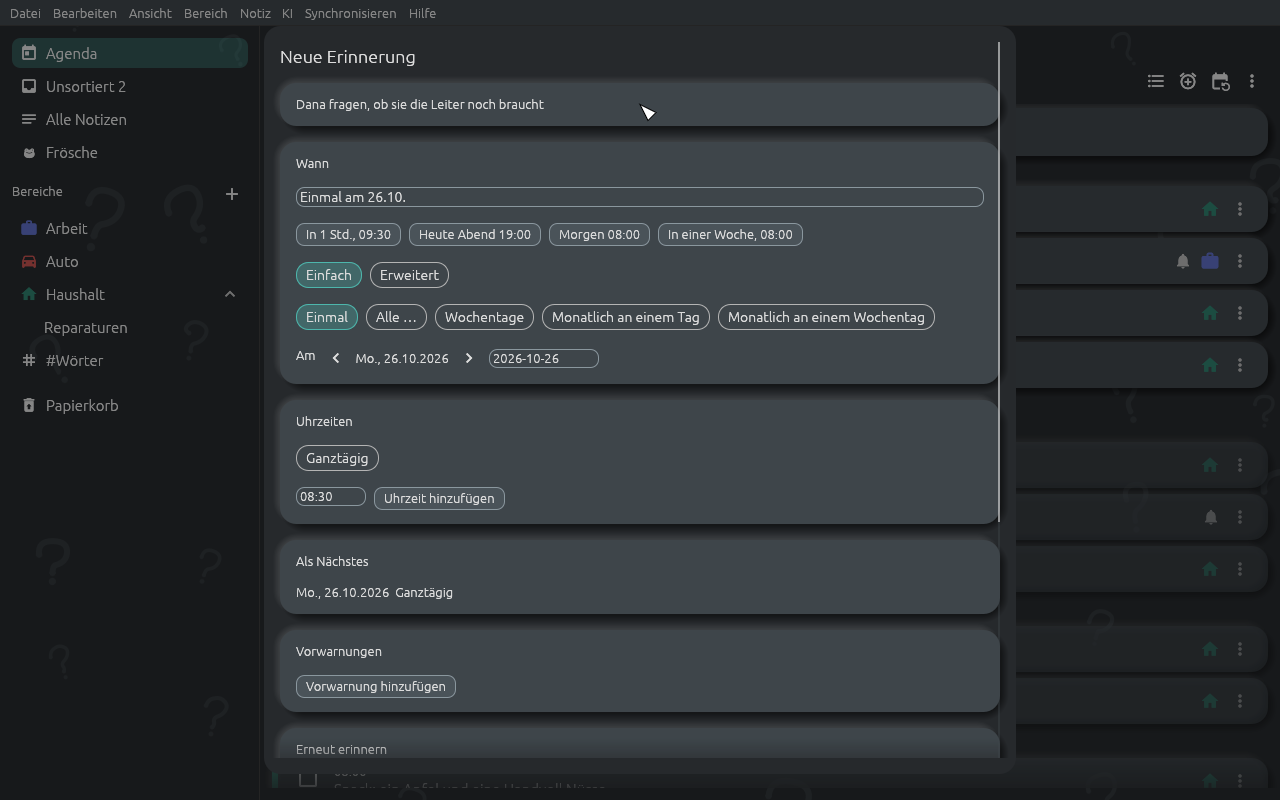 Datei Bearbeiten Ansicht Bereich Notiz KI Synchronisieren Hilfe
Agenda
Unsortiert 2
Alle Notizen
Frösche
Bereiche
Arbeit
Auto
Haushalt
Reparaturen
#Wörter
Papierkorb
Neue Erinnerung
Dana fragen, ob sie die Leiter noch braucht
Wann
Einmal am 26.10.
In 1 Std., 09:30 Heute Abend 19:00 Morgen 08:00 In einer Woche, 08:00
Einfach Erweitert
Einmal Alle … Wochentage Monatlich an einem Tag Monatlich an einem Wochentag
Am Mo., 26.10.2026 2026-10-26
Uhrzeiten
Ganztägig
08:30 Uhrzeit hinzufügen
Als Nächstes
Mo., 26.10.2026 Ganztägig
Vorwarnungen
Vorwarnung hinzufügen
Erneut erinnern